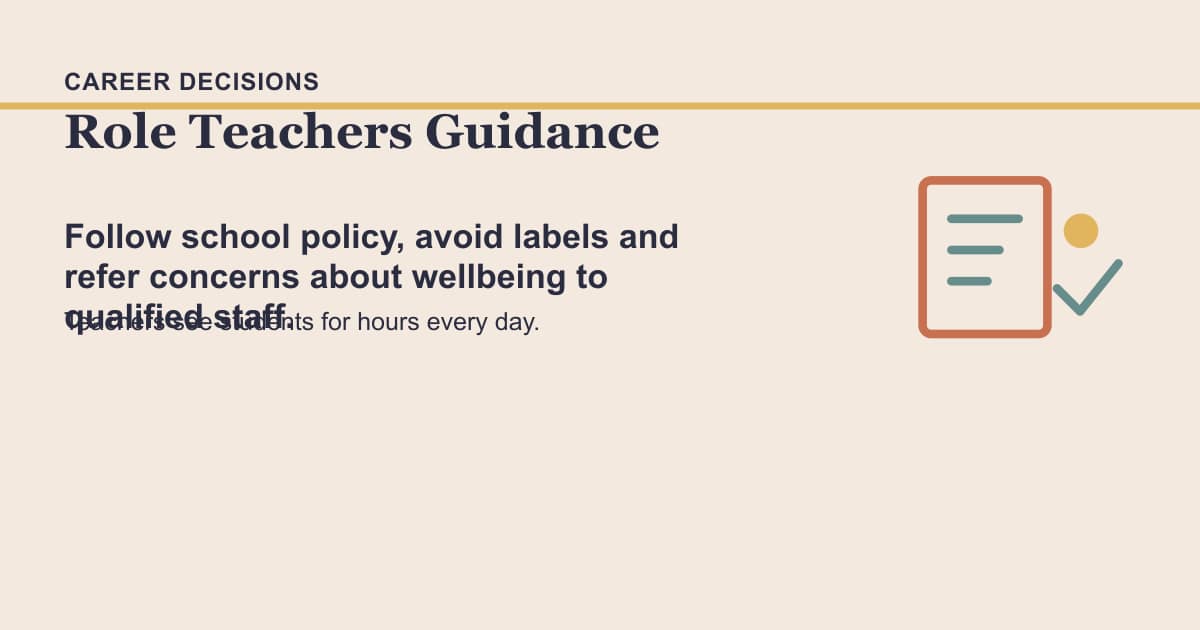 CAREER DECISIONS
Role Teachers Guidance
Follow school policy, avoid labels and
refer concerns about wellbeing to
qualified staff.
Teachers see students for hours every day.